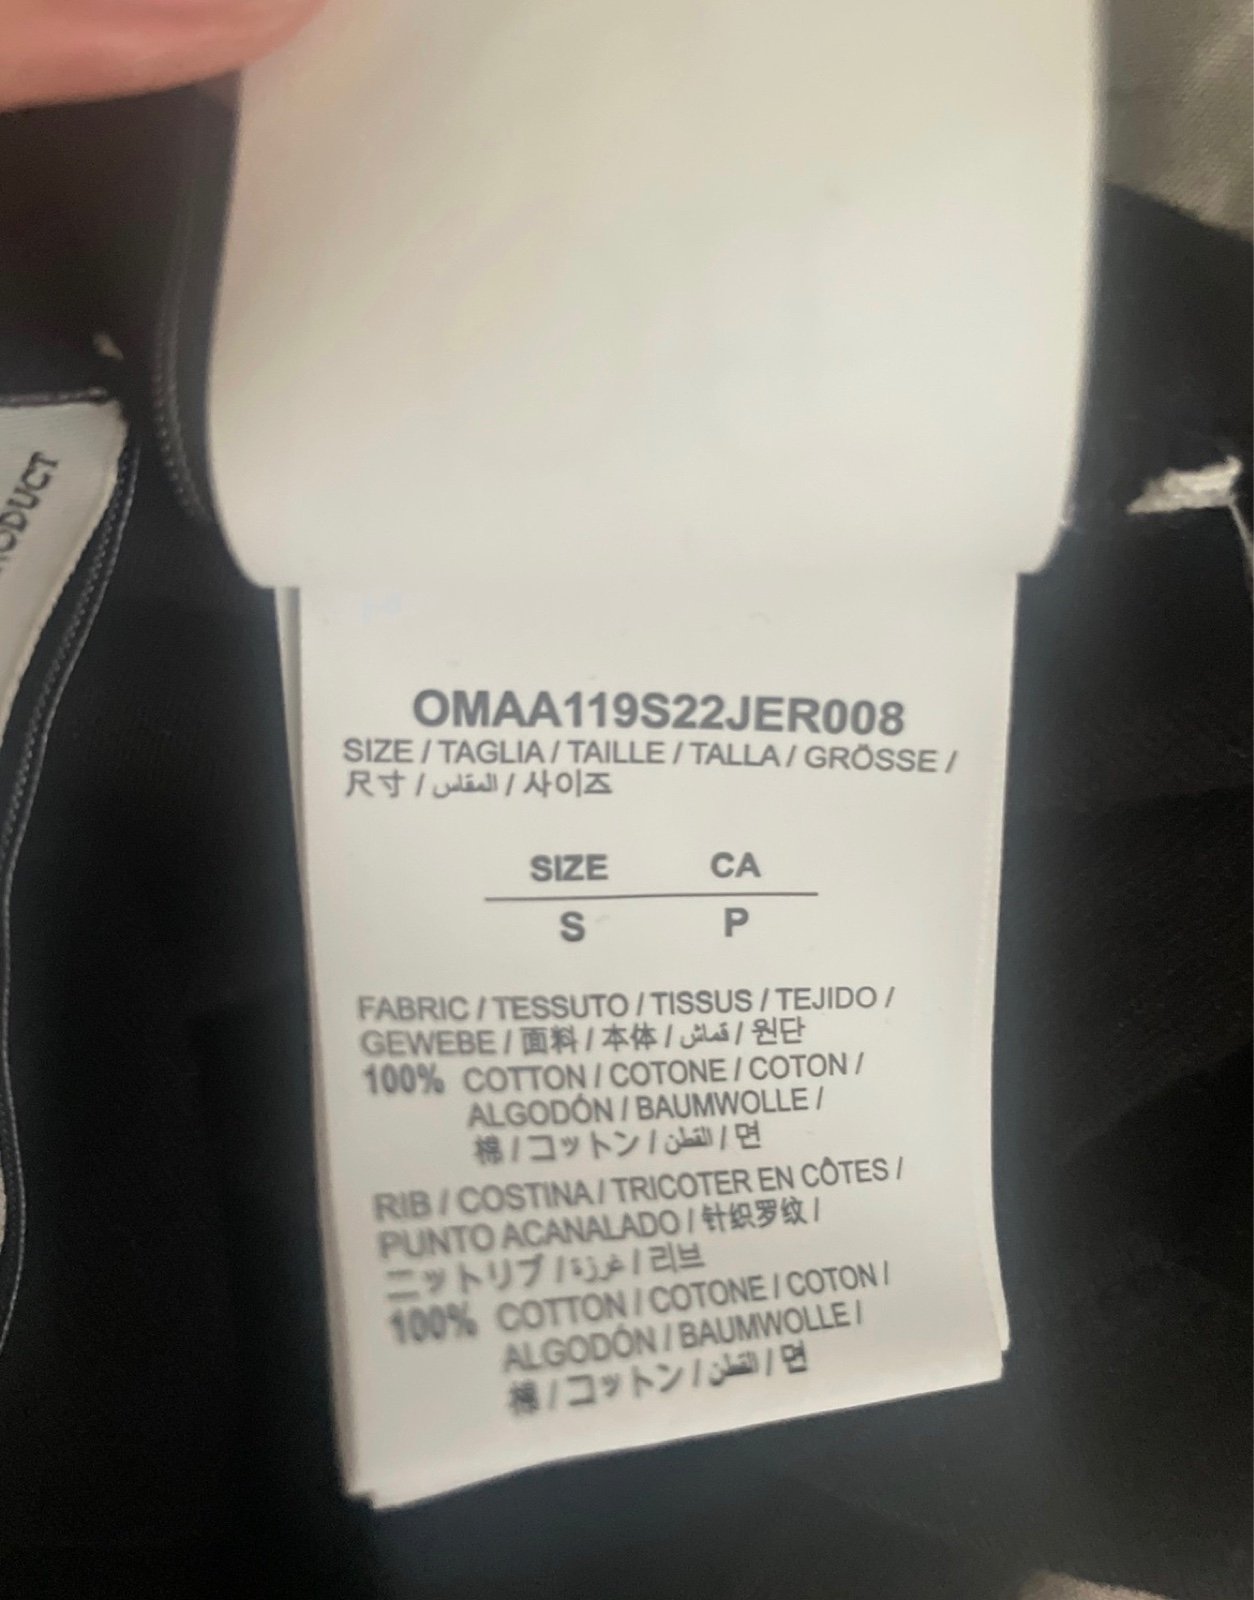 ODUCT
OMAA119S22JER008
SIZE / TAGLIA / TAILLE / TALLA / GRÖSSE /
尺寸 / المقاس / 사이즈
SIZE CA
S P
FABRIC / TESSUTO / TISSUS / TEJIDO /
GEWEBE / 面料 / 本体 / قماش / 원단
100% COTTON / COTONE / COTON /
ALGODÓN / BAUMWOLLE /
棉 / コットン / القطن / 면
RIB / COSTINA / TRICOTER EN CÔTES /
PUNTO ACANALADO / 针织罗纹 /
ニットリブ / غرزة / 리브
100% COTTON / COTONE / COTON /
ALGODÓN / BAUMWOLLE /
棉 / コットン / القطن / 면